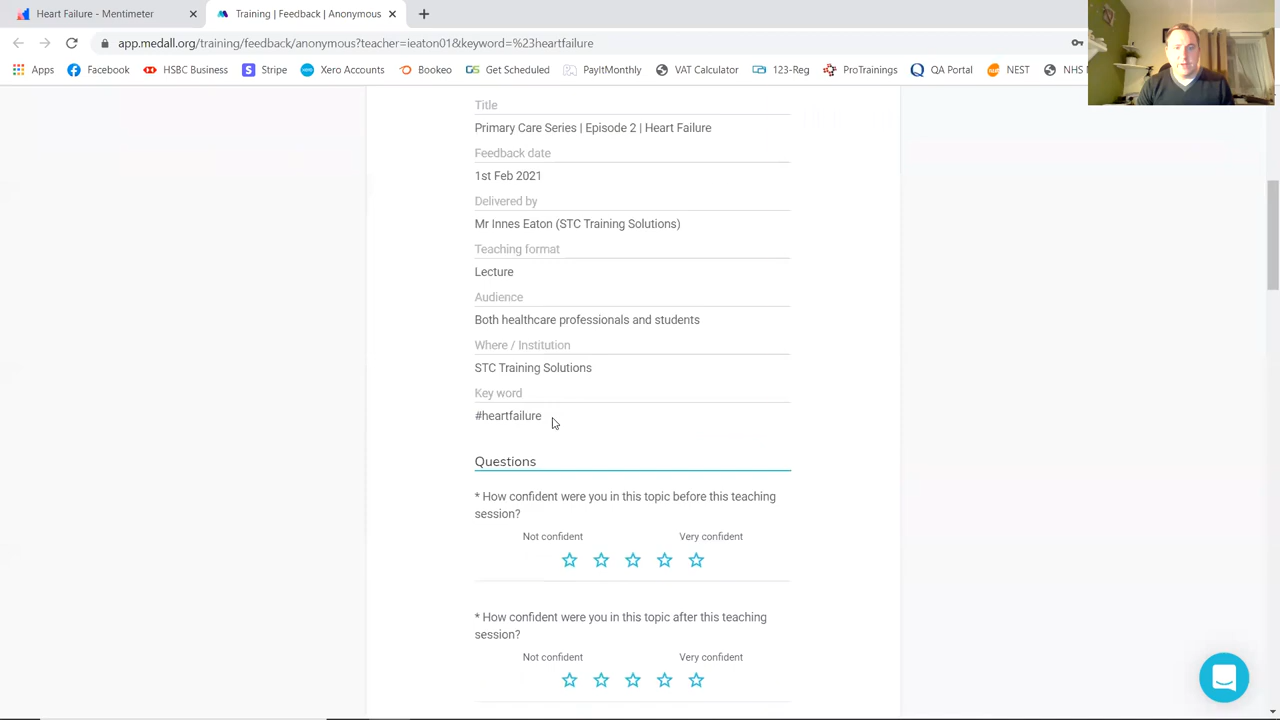 Heart Failure - Mentimeter
Training | Feedback | Anonymous
app.medall.org/training/feedback/anonymous?teacher=ieaton01&keyword=%23heartfailure
Apps Facebook HSBC Business Stripe Xero Accounts Bookeo GS Get Scheduled PayItMonthly VAT Calculator 123-Reg ProTrainings QA Portal NEST NHS
Title
Primary Care Series | Episode 2 | Heart Failure
Feedback date
1st Feb 2021
Delivered by
Mr Innes Eaton (STC Training Solutions)
Teaching format
Lecture
Audience
Both healthcare professionals and students
Where / Institution
STC Training Solutions
Key word
#heartfailure
Questions
* How confident were you in this topic before this teaching
session?
Not confident Very confident
* How confident were you in this topic after this teaching
session?
Not confident Very confident